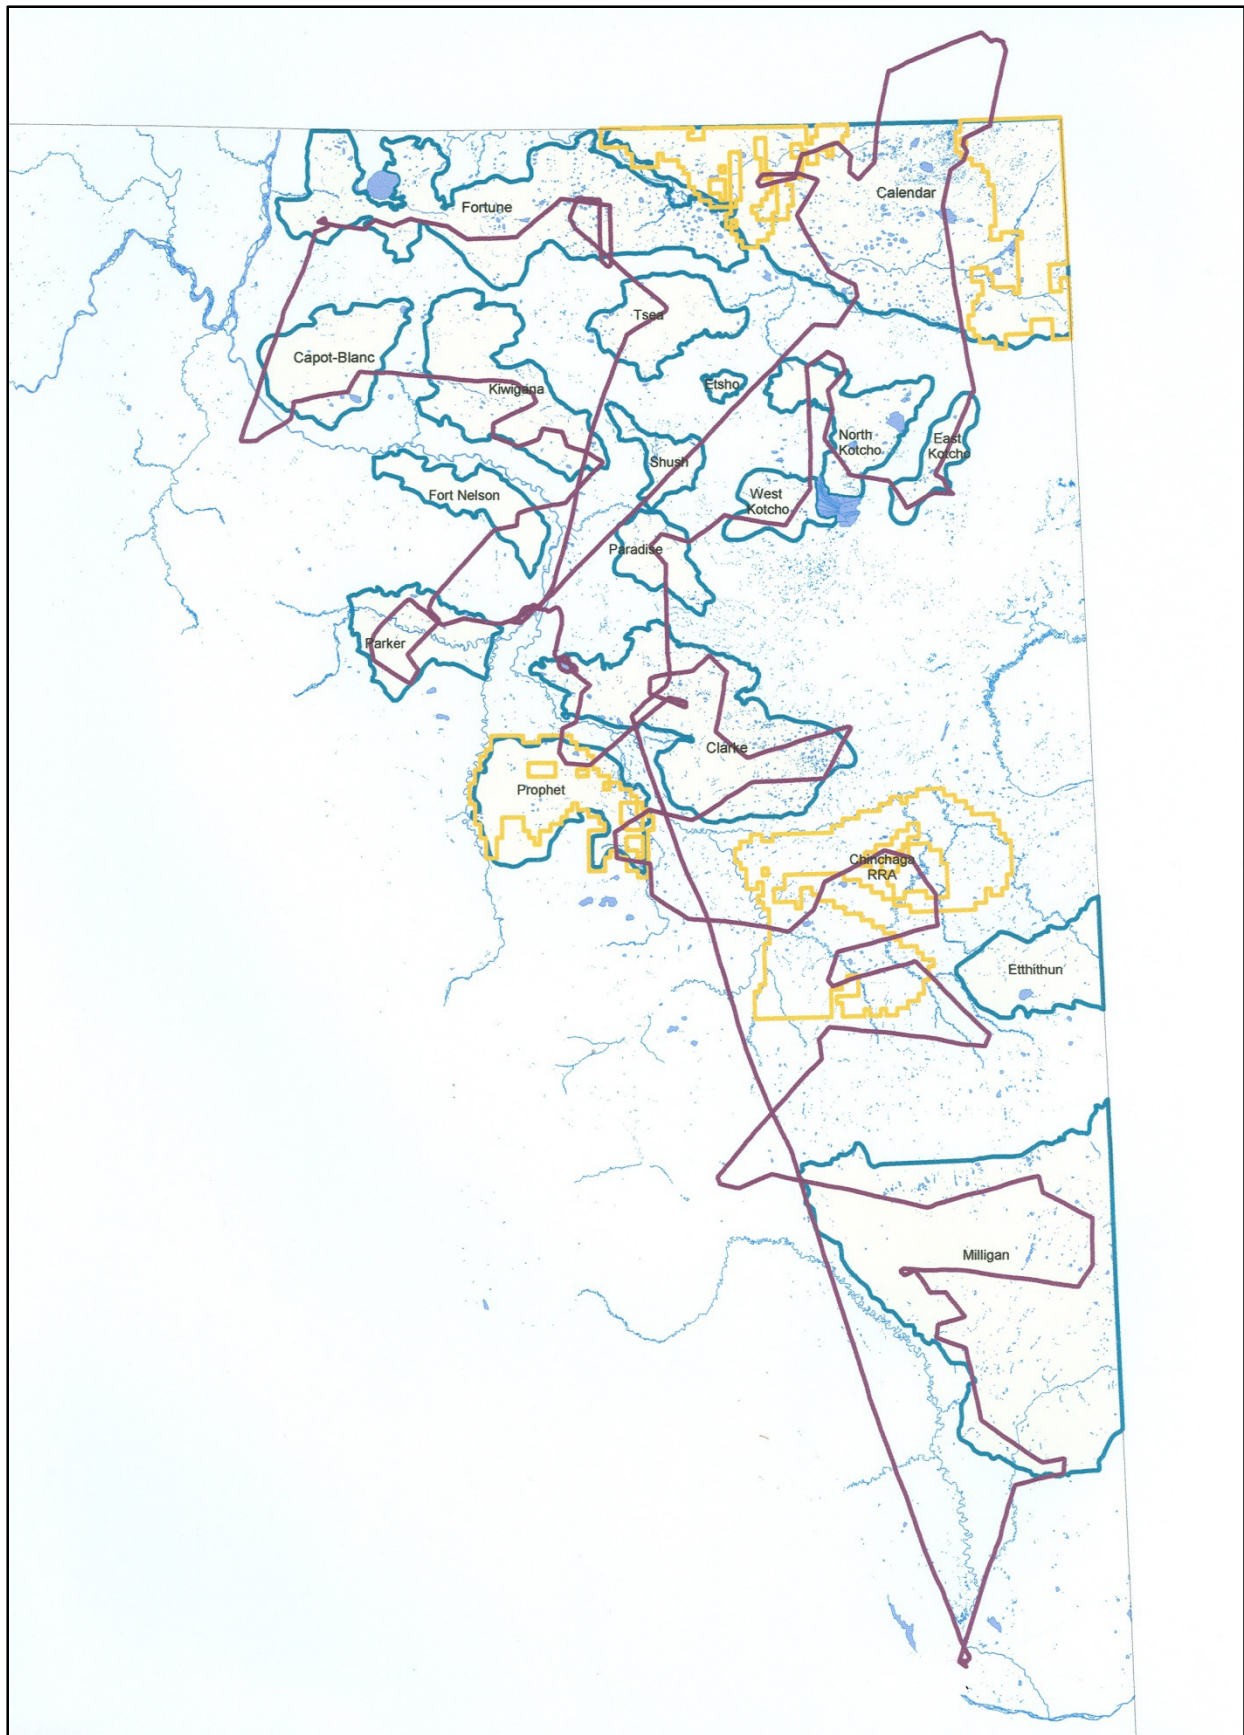 Calendar
Fortune
Tsea
Capot-Blanc
Kiwigana
Etsho
North
Kotcho
East
Kotcho
Shush
West
Kotcho
Fort Nelson
Paradise
Parker
Clarke
Prophet
Chinchaga
RRA
Etthithun
Milligan